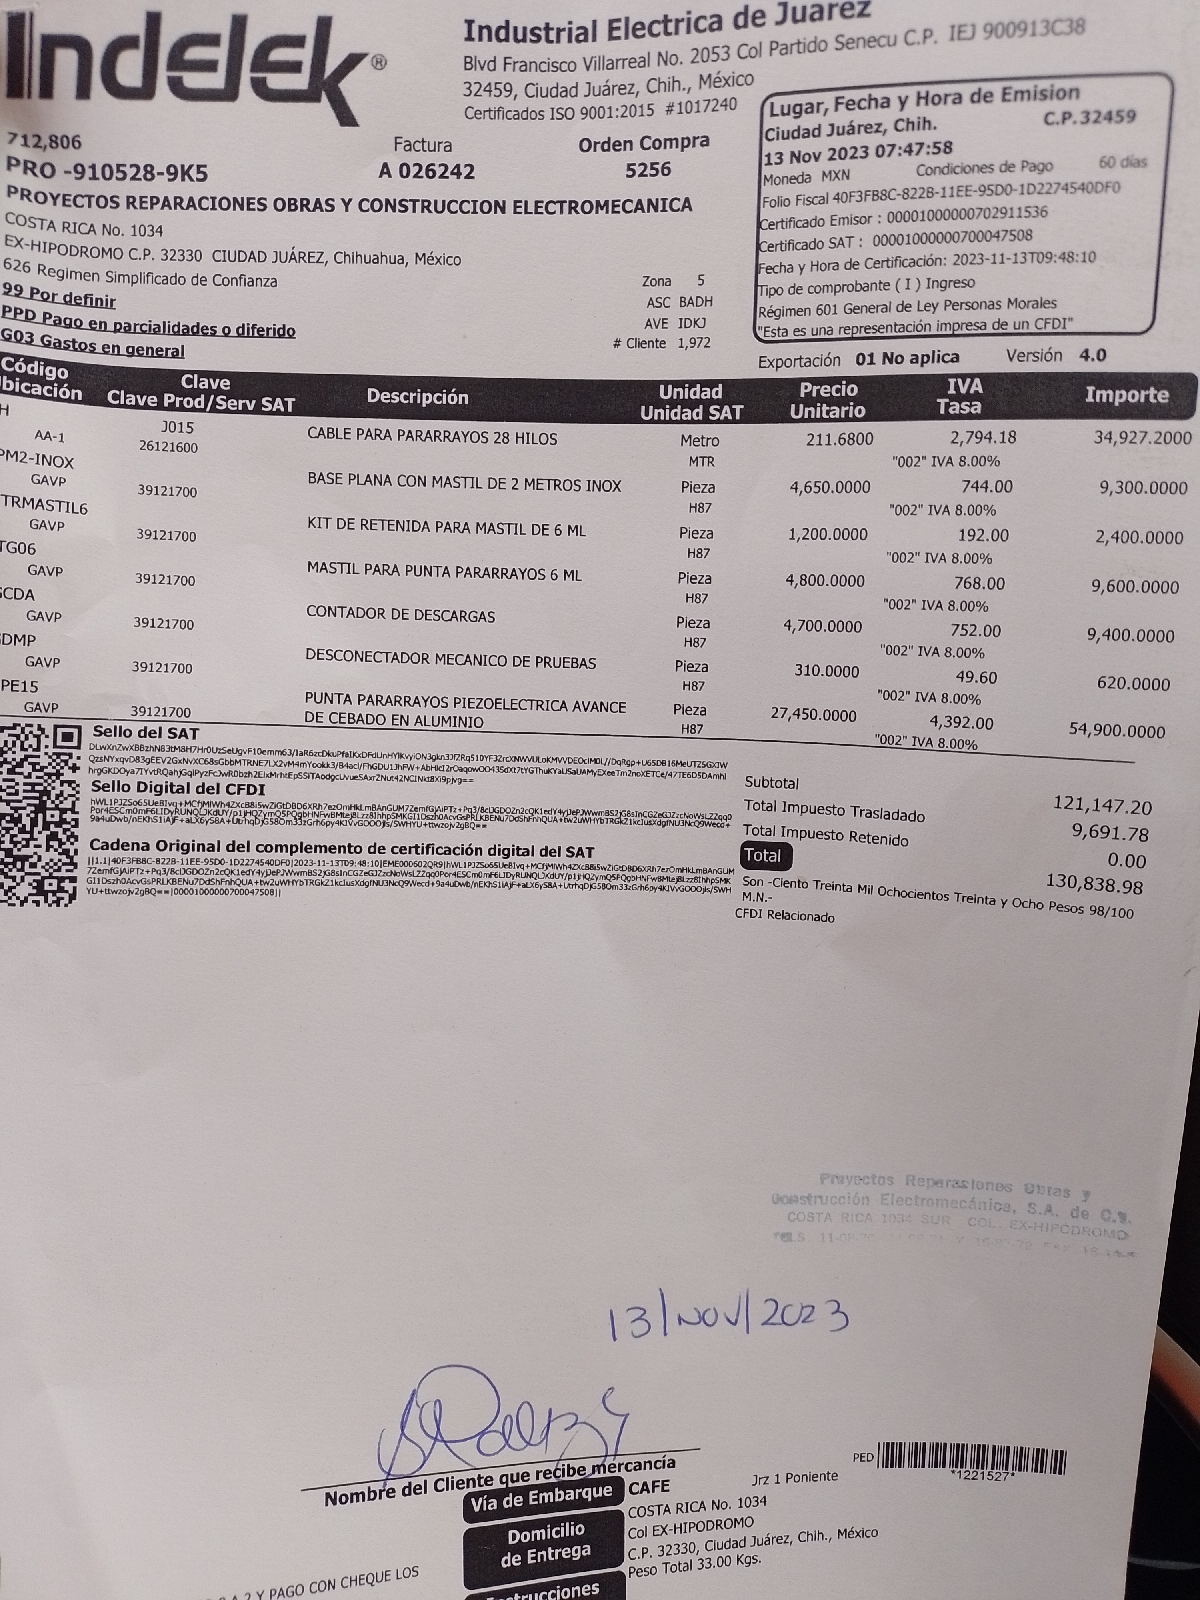 Indelek®
Industrial Electrica de Juarez
Blvd Francisco Villarreal No. 2053 Col Partido Senecu C.P. IEJ 900913C38
32459, Ciudad Juárez, Chih., México
Certificados ISO 9001:2015 #1017240
712,806
PRO -910528-9K5
Factura
A 026242
Orden Compra
5256
Lugar, Fecha y Hora de Emision
Ciudad Juárez, Chih. C.P.32459
13 Nov 2023 07:47:58
Moneda MXN Condiciones de Pago 60 días
Folio Fiscal 40F3FB8C-822B-11EE-95D0-1D2274540DF0
Certificado Emisor : 00001000000702911536
Certificado SAT : 00001000000700047508
Fecha y Hora de Certificación: 2023-11-13T09:48:10
Tipo de comprobante ( I ) Ingreso
Régimen 601 General de Ley Personas Morales
"Esta es una representación impresa de un CFDI"
PROYECTOS REPARACIONES OBRAS Y CONSTRUCCION ELECTROMECANICA
COSTA RICA No. 1034
EX-HIPODROMO C.P. 32330 CIUDAD JUÁREZ, Chihuahua, México
626 Regimen Simplificado de Confianza
99 Por definir
PPD Pago en parcialidades o diferido
G03 Gastos en general
Zona 5
ASC BADH
AVE IDKJ
# Cliente 1,972
Exportación 01 No aplica Versión 4.0
Código Clave Descripción Unidad Precio IVA Importe
bicación Clave Prod/Serv SAT Unidad SAT Unitario Tasa
H J015 CABLE PARA PARARRAYOS 28 HILOS Metro 211.6800 2,794.18 34,927.2000
AA-1 26121600 MTR "002" IVA 8.00%
PM2-INOX BASE PLANA CON MASTIL DE 2 METROS INOX Pieza 4,650.0000 744.00 9,300.0000
GAVP 39121700 H87 "002" IVA 8.00%
TRMASTIL6 KIT DE RETENIDA PARA MASTIL DE 6 ML Pieza 1,200.0000 192.00 2,400.0000
GAVP 39121700 H87 "002" IVA 8.00%
TG06 MASTIL PARA PUNTA PARARRAYOS 6 ML Pieza 4,800.0000 768.00 9,600.0000
GAVP 39121700 H87 "002" IVA 8.00%
CDA CONTADOR DE DESCARGAS Pieza 4,700.0000 752.00 9,400.0000
GAVP 39121700 H87 "002" IVA 8.00%
DMP DESCONECTADOR MECANICO DE PRUEBAS Pieza 310.0000 49.60 620.0000
GAVP 39121700 H87 "002" IVA 8.00%
PE15 PUNTA PARARRAYOS PIEZOELECTRICA AVANCE Pieza 27,450.0000 4,392.00 54,900.0000
GAVP 39121700 DE CEBADO EN ALUMINIO H87 "002" IVA 8.00%
Sello del SAT
Sello Digital del CFDI
Cadena Original del complemento de certificación digital del SAT
Subtotal 121,147.20
Total Impuesto Trasladado 9,691.78
Total Impuesto Retenido 0.00
Total 130,838.98
Son -Ciento Treinta Mil Ochocientos Treinta y Ocho Pesos 98/100
M.N.-
CFDI Relacionado
Proyectos Reparaciones Obras y
Construcción Electromecánica, S.A. de C.V.
COSTA RICA 1034 SUR COL. EX-HIPODROMO
13/NOV/2023
Nombre del Cliente que recibe mercancía
Vía de Embarque CAFE Jrz 1 Poniente
PED *1221527*
Domicilio
de Entrega
COSTA RICA No. 1034
Col EX-HIPODROMO
C.P. 32330, Ciudad Juárez, Chih., México
Peso Total 33.00 Kgs.
2 Y PAGO CON CHEQUE LOS
trucciones